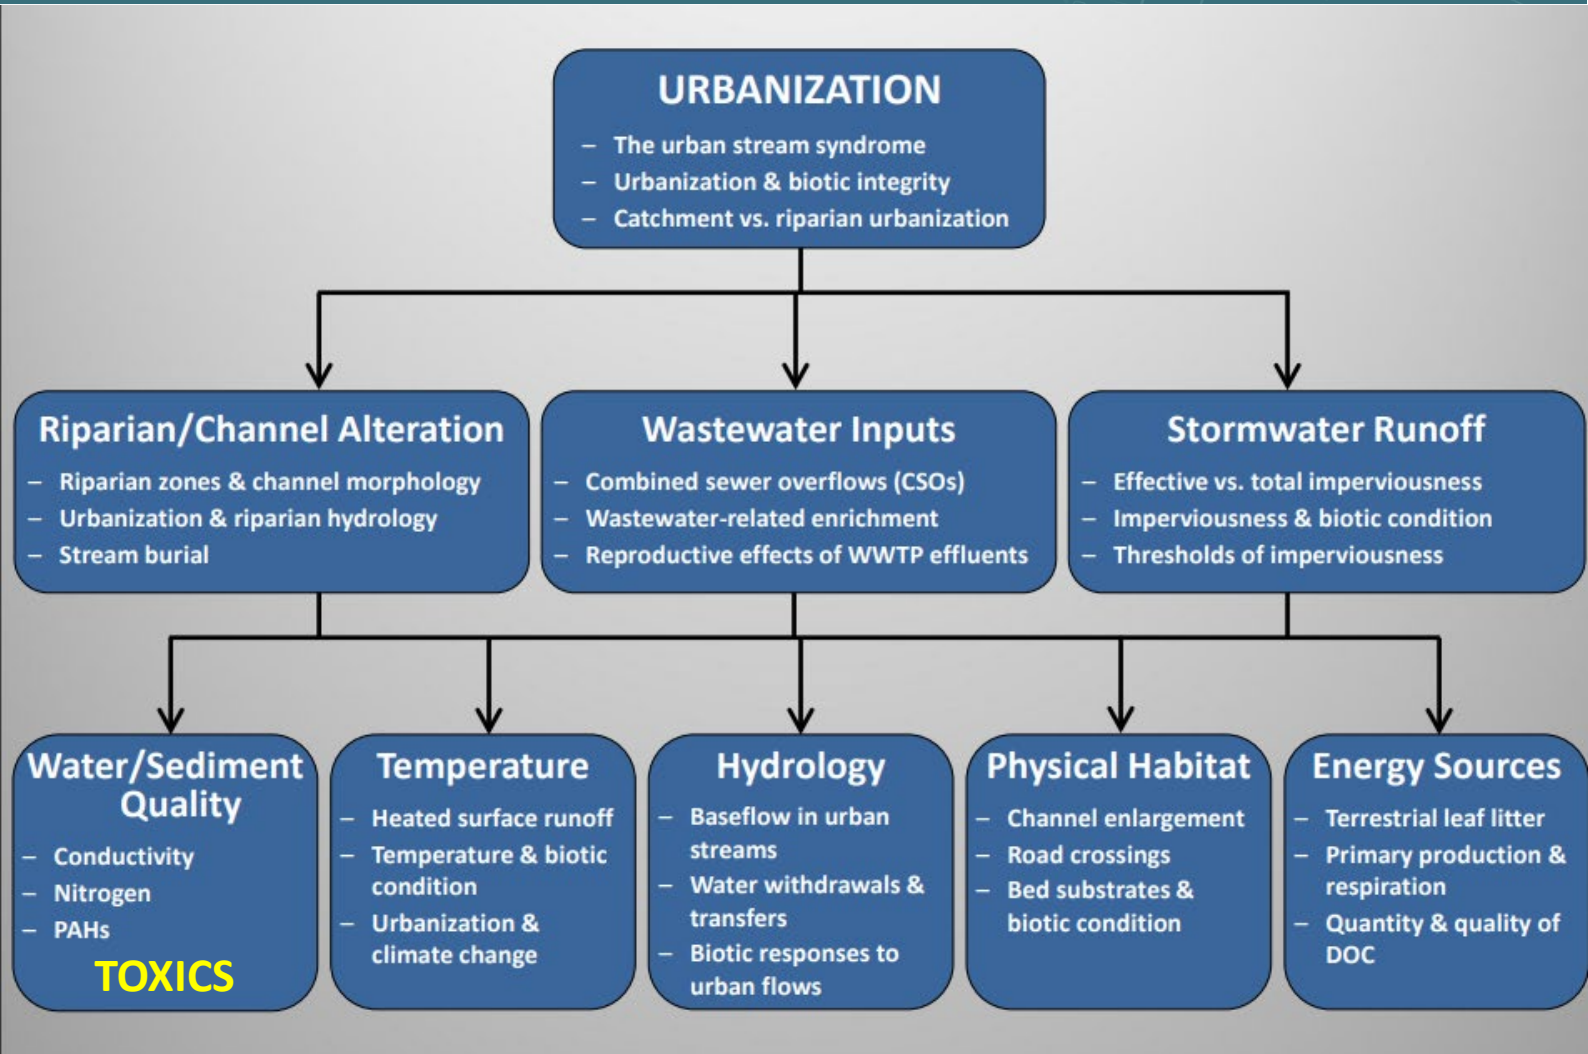 URBANIZATION
– The urban stream syndrome
– Urbanization & biotic integrity
– Catchment vs. riparian urbanization
Riparian/Channel Alteration
– Riparian zones & channel morphology
– Urbanization & riparian hydrology
– Stream burial
Wastewater Inputs
– Combined sewer overflows (CSOs)
– Wastewater-related enrichment
– Reproductive effects of WWTP effluents
Stormwater Runoff
– Effective vs. total imperviousness
– Imperviousness & biotic condition
– Thresholds of imperviousness
Water/Sediment
Quality
– Conductivity
– Nitrogen
– PAHs
TOXICS
Temperature
– Heated surface runoff
– Temperature & biotic
condition
– Urbanization &
climate change
Hydrology
– Baseflow in urban
streams
– Water withdrawals &
transfers
– Biotic responses to
urban flows
Physical Habitat
– Channel enlargement
– Road crossings
– Bed substrates &
biotic condition
Energy Sources
– Terrestrial leaf litter
– Primary production &
respiration
– Quantity & quality of
DOC